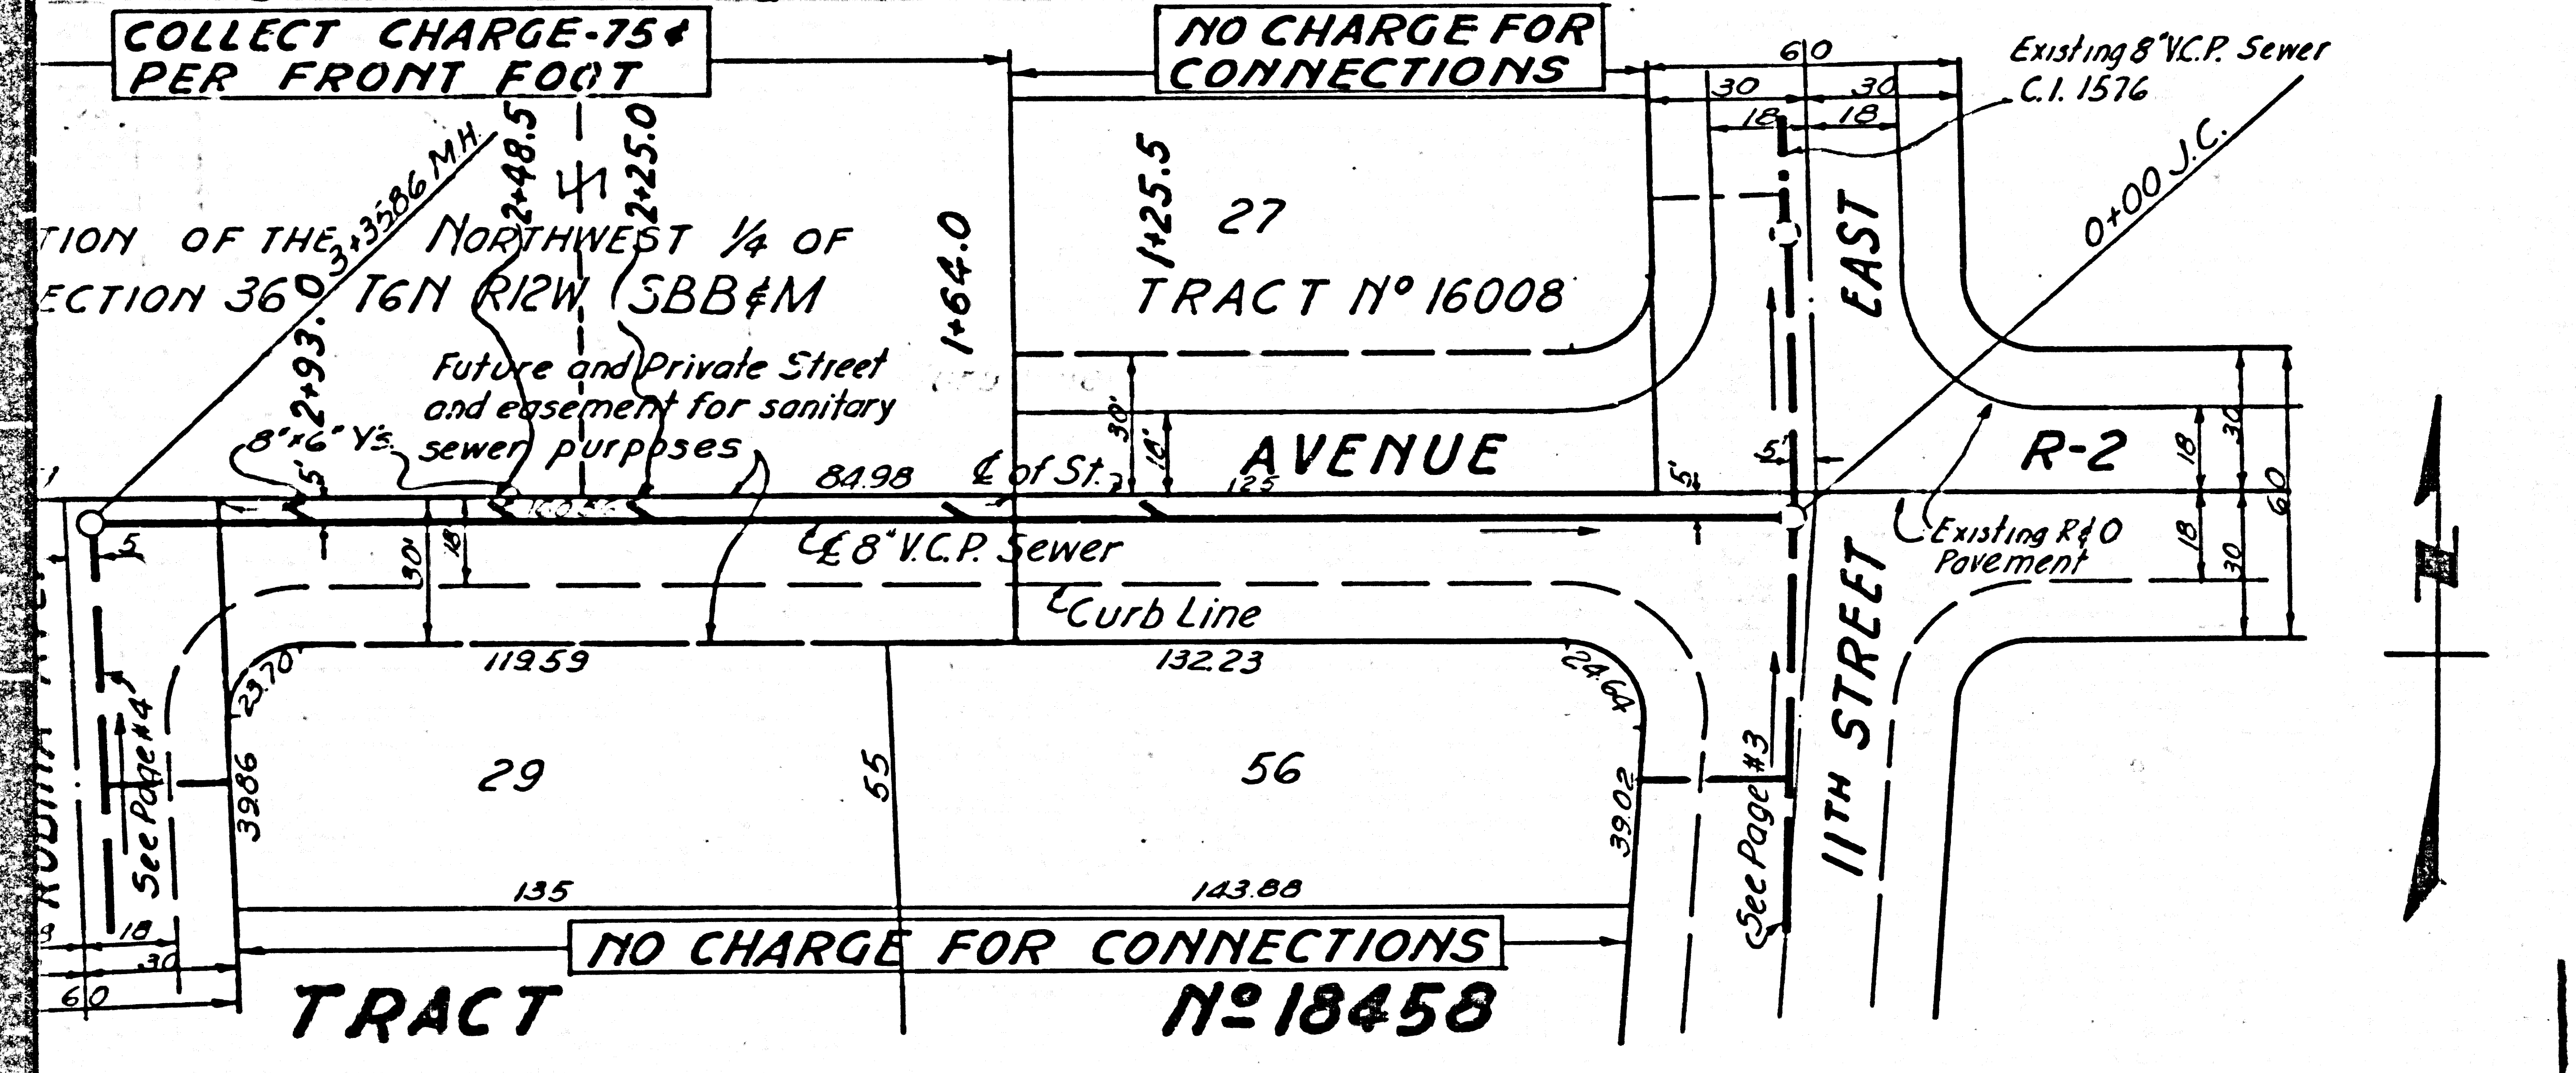 COLLECT CHARGE-75¢
PER FRONT FOOT
NO CHARGE FOR
CONNECTIONS
60
30
30
18
18
Existing 8" V.C.P. Sewer
C.I. 1576
0+00 J.C.
3+35.86 M.H.
2+48.5
2+25.0
2+93.0
1+64.0
1+25.5
TION OF THE NORTHWEST 1/4 OF
ECTION 36 T6N R12W SBB&M
27
TRACT Nº 16008
EAST
Future and Private Street
and easement for sanitary
sewer purposes
8"x6" Y's
5'
84.98
℄ of St.
125
30'
AVENUE
5'
5'
R-2
18
30
60
18
30
5
30'
18'
℄ 8" V.C.P. Sewer
Existing R&O
Pavement
Curb Line
119.59
132.23
23.70
24.64
See Page #4
39.86
29
55
56
39.02
See Page #3
11TH STREET
135
143.88
18
30
60
NO CHARGE FOR CONNECTIONS
TRACT Nº 18458
N